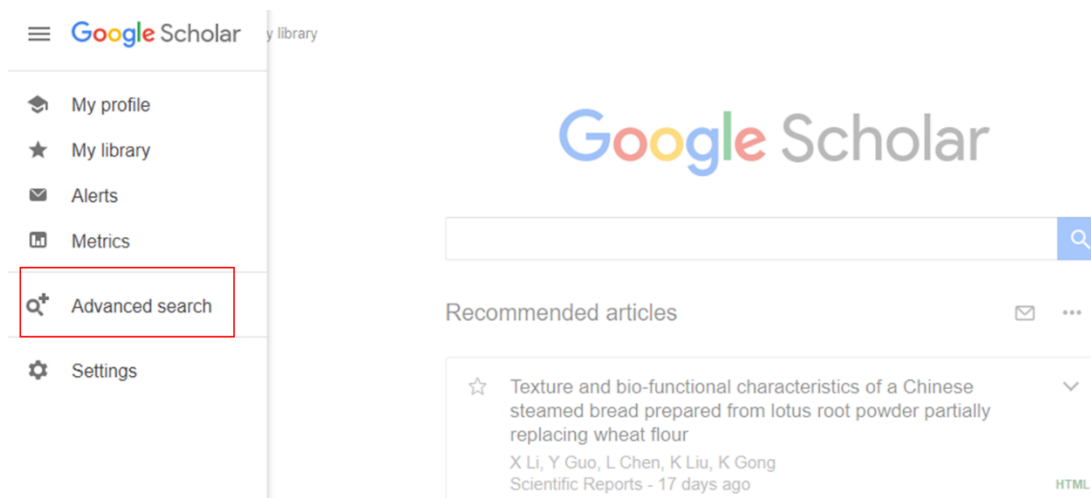 Google Scholar
y library
My profile
My library
Alerts
Metrics
Advanced search
Settings
Google Scholar
Recommended articles
Texture and bio-functional characteristics of a Chinese
steamed bread prepared from lotus root powder partially
replacing wheat flour
X Li, Y Guo, L Chen, K Liu, K Gong
Scientific Reports - 17 days ago
HTML